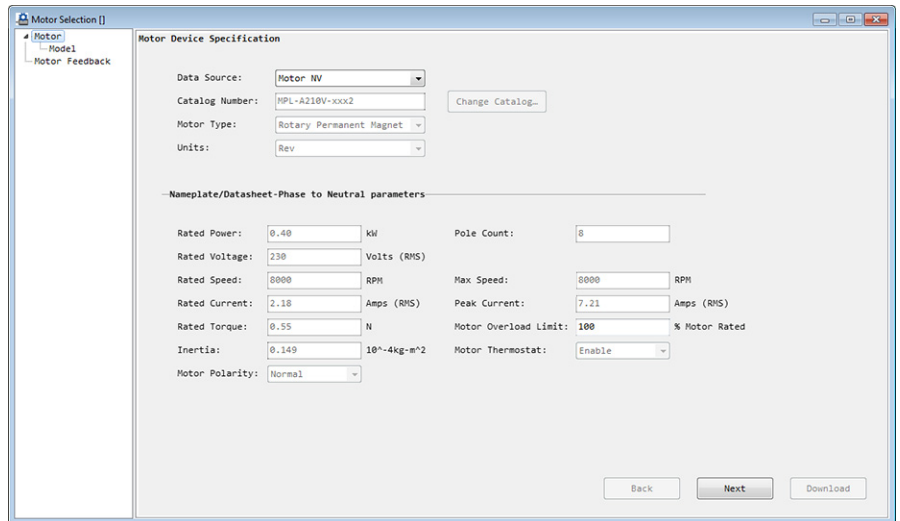 Motor Selection []
Motor
Model
Motor Feedback
Motor Device Specification
Data Source: Motor NV
Catalog Number: MPL-A210V-xxx2 Change Catalog…
Motor Type: Rotary Permanent Magnet
Units: Rev
Nameplate/Datasheet-Phase to Neutral parameters
Rated Power: 0.40 kW Pole Count: 8
Rated Voltage: 230 Volts (RMS)
Rated Speed: 8000 RPM Max Speed: 8000 RPM
Rated Current: 2.18 Amps (RMS) Peak Current: 7.21 Amps (RMS)
Rated Torque: 0.55 N Motor Overload Limit: 100 % Motor Rated
Inertia: 0.149 10^-4kg-m^2 Motor Thermostat: Enable
Motor Polarity: Normal
Back Next Download